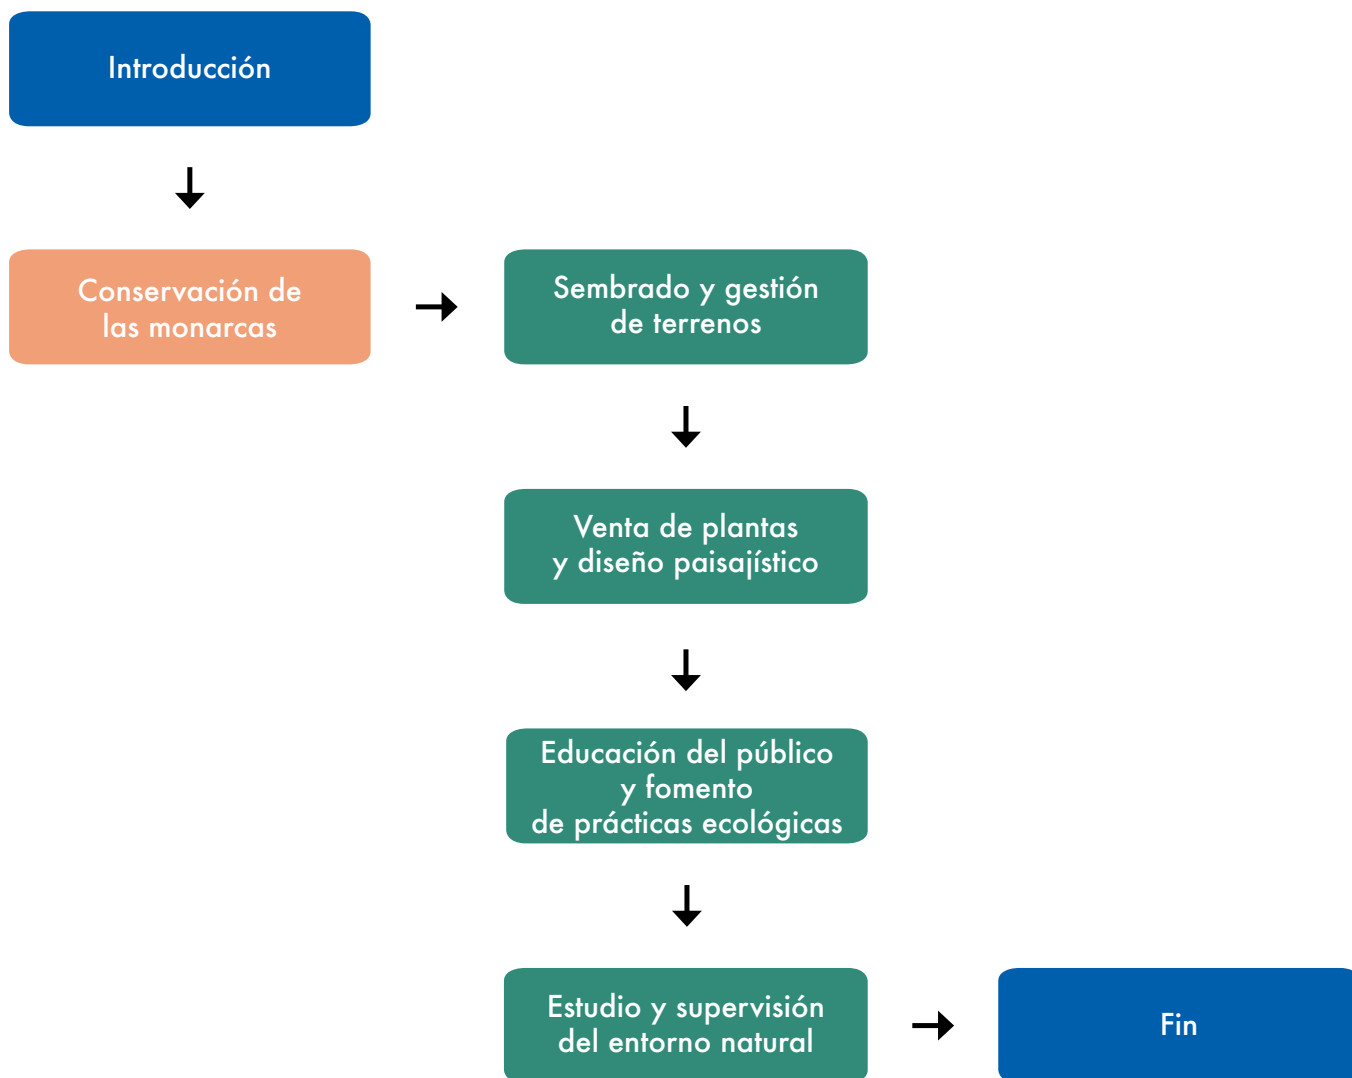 Introducción
Conservación de
las monarcas
Sembrado y gestión
de terrenos
Venta de plantas
y diseño paisajístico
Educación del público
y fomento
de prácticas ecológicas
Estudio y supervisión
del entorno natural
Fin